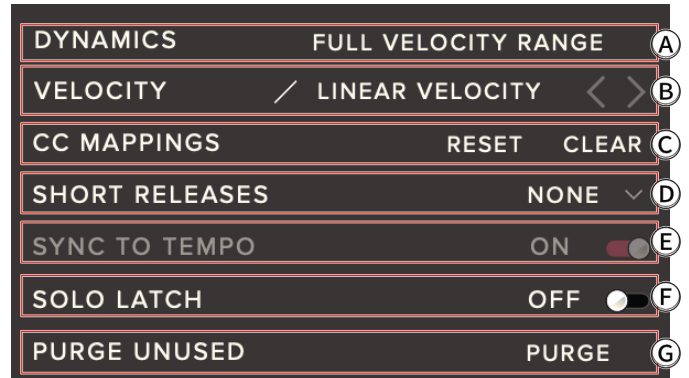 DYNAMICS FULL VELOCITY RANGE A
VELOCITY LINEAR VELOCITY B
CC MAPPINGS RESET CLEAR C
SHORT RELEASES NONE D
SYNC TO TEMPO ON E
SOLO LATCH OFF F
PURGE UNUSED PURGE G